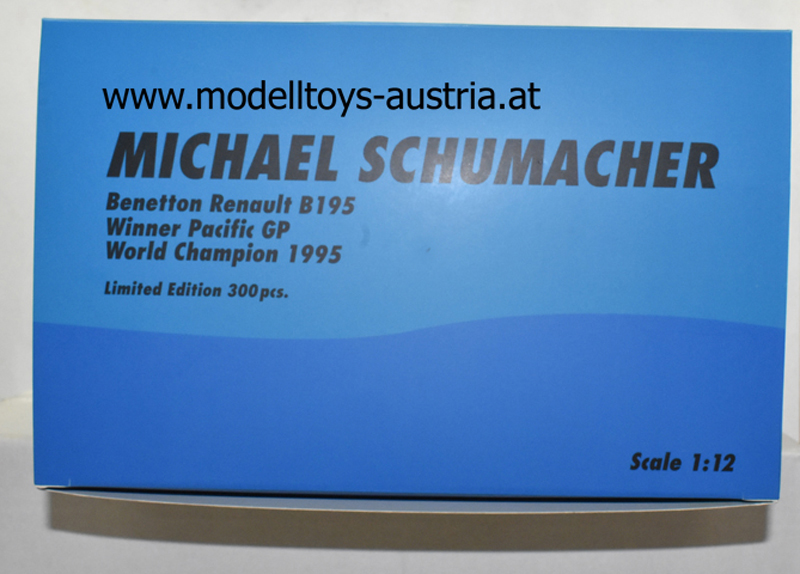 www.modelltoys-austria.at
MICHAEL SCHUMACHER
Benetton Renault B195
Winner Pacific GP
World Champion 1995
Limited Edition 300pcs.
Scale 1:12